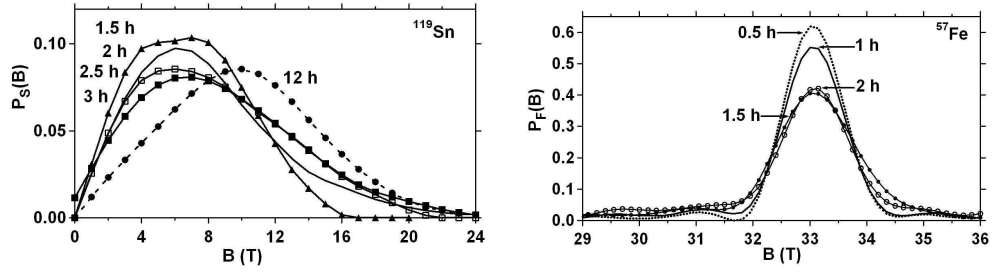 ¹¹⁹Sn
1.5 h
2 h
2.5 h
3 h
12 h
P_S(B)
0.10
0.05
0.00
0 4 8 12 16 20 24
B (T)
⁵⁷Fe
0.5 h
1 h
2 h
1.5 h
P_F(B)
0.6
0.5
0.4
0.3
0.2
0.1
0.0
29 30 31 32 33 34 35 36
B (T)